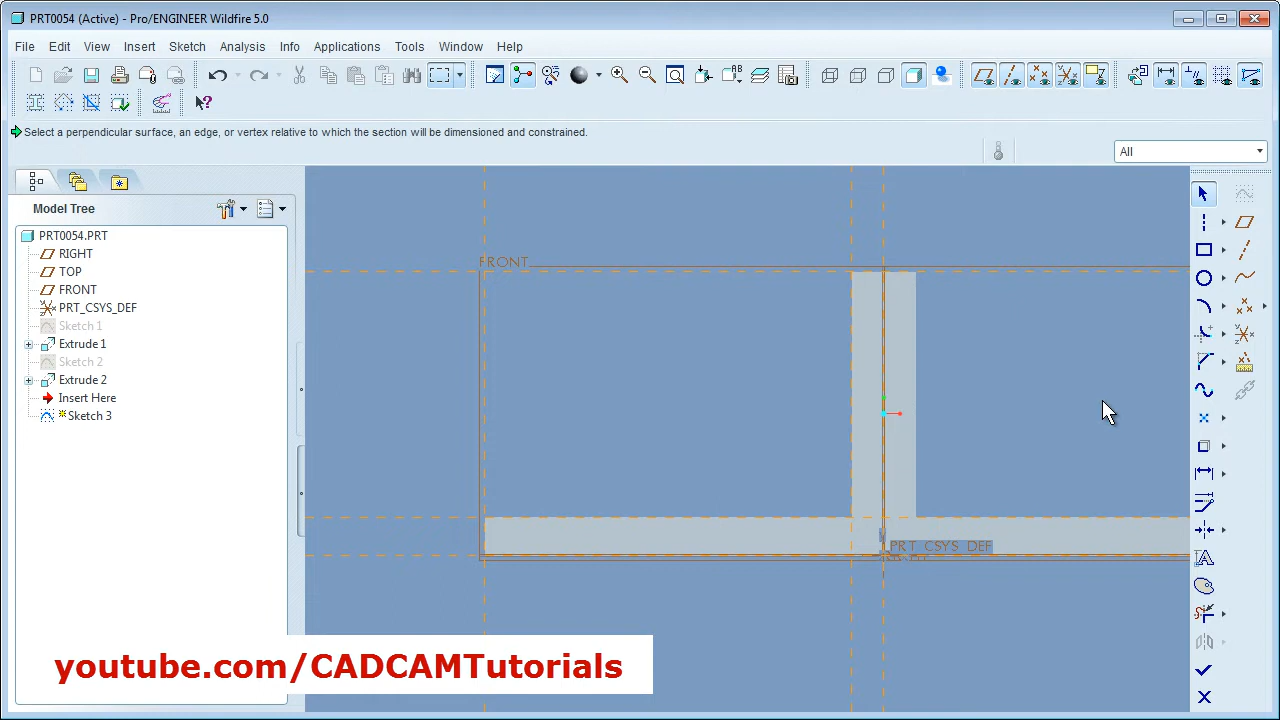 PRT0054 (Active) - Pro/ENGINEER Wildfire 5.0
File Edit View Insert Sketch Analysis Info Applications Tools Window Help
Select a perpendicular surface, an edge, or vertex relative to which the section will be dimensioned and constrained.
All
Model Tree
PRT0054.PRT
RIGHT
TOP
FRONT
PRT_CSYS_DEF
Sketch 1
Extrude 1
Sketch 2
Extrude 2
Insert Here
Sketch 3
FRONT
PRT_CSYS_DEF
youtube.com/CADCAMTutorials